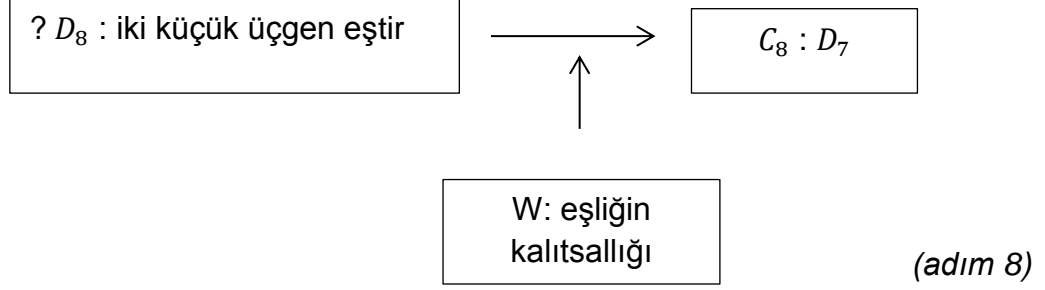 ? 𝐷₈ : iki küçük üçgen eştir
𝐶₈ : 𝐷₇
W: eşliğin
kalıtsallığı
(adım 8)